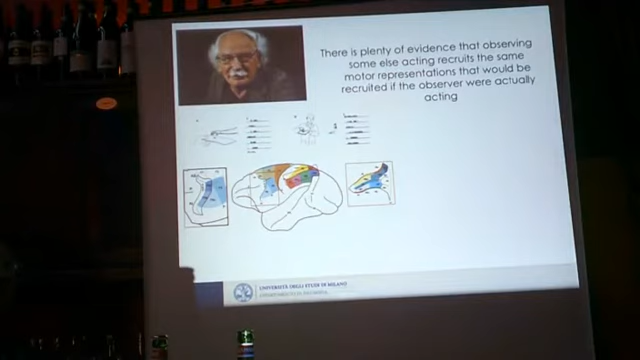 There is plenty of evidence that observing
some else acting recruits the same
motor representations that would be
recruited if the observer were actually
acting
UNIVERSITÀ DEGLI STUDI DI MILANO